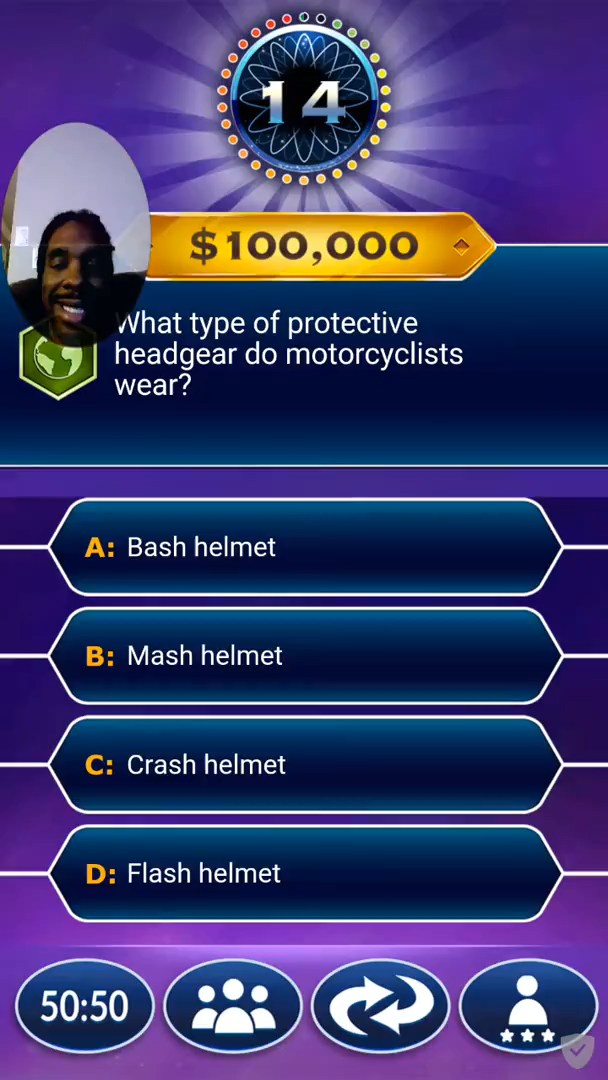 14
$100,000
What type of protective
headgear do motorcyclists
wear?
A: Bash helmet
B: Mash helmet
C: Crash helmet
D: Flash helmet
50:50